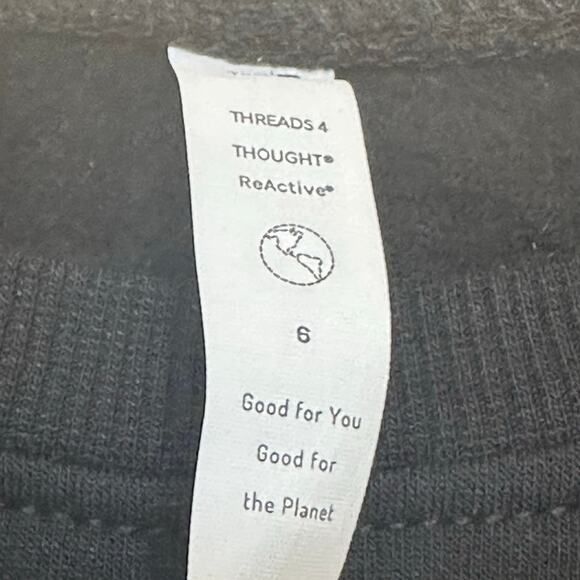 THREADS 4
THOUGHT®
ReActive®
6
Good For You
Good For
the Planet